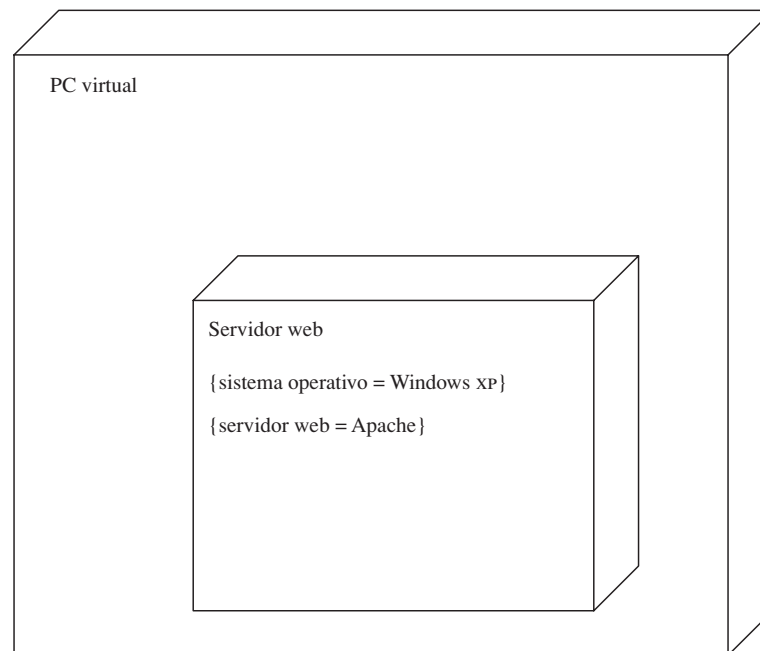 PC virtual
Servidor web
{sistema operativo = Windows XP}
{servidor web = Apache}